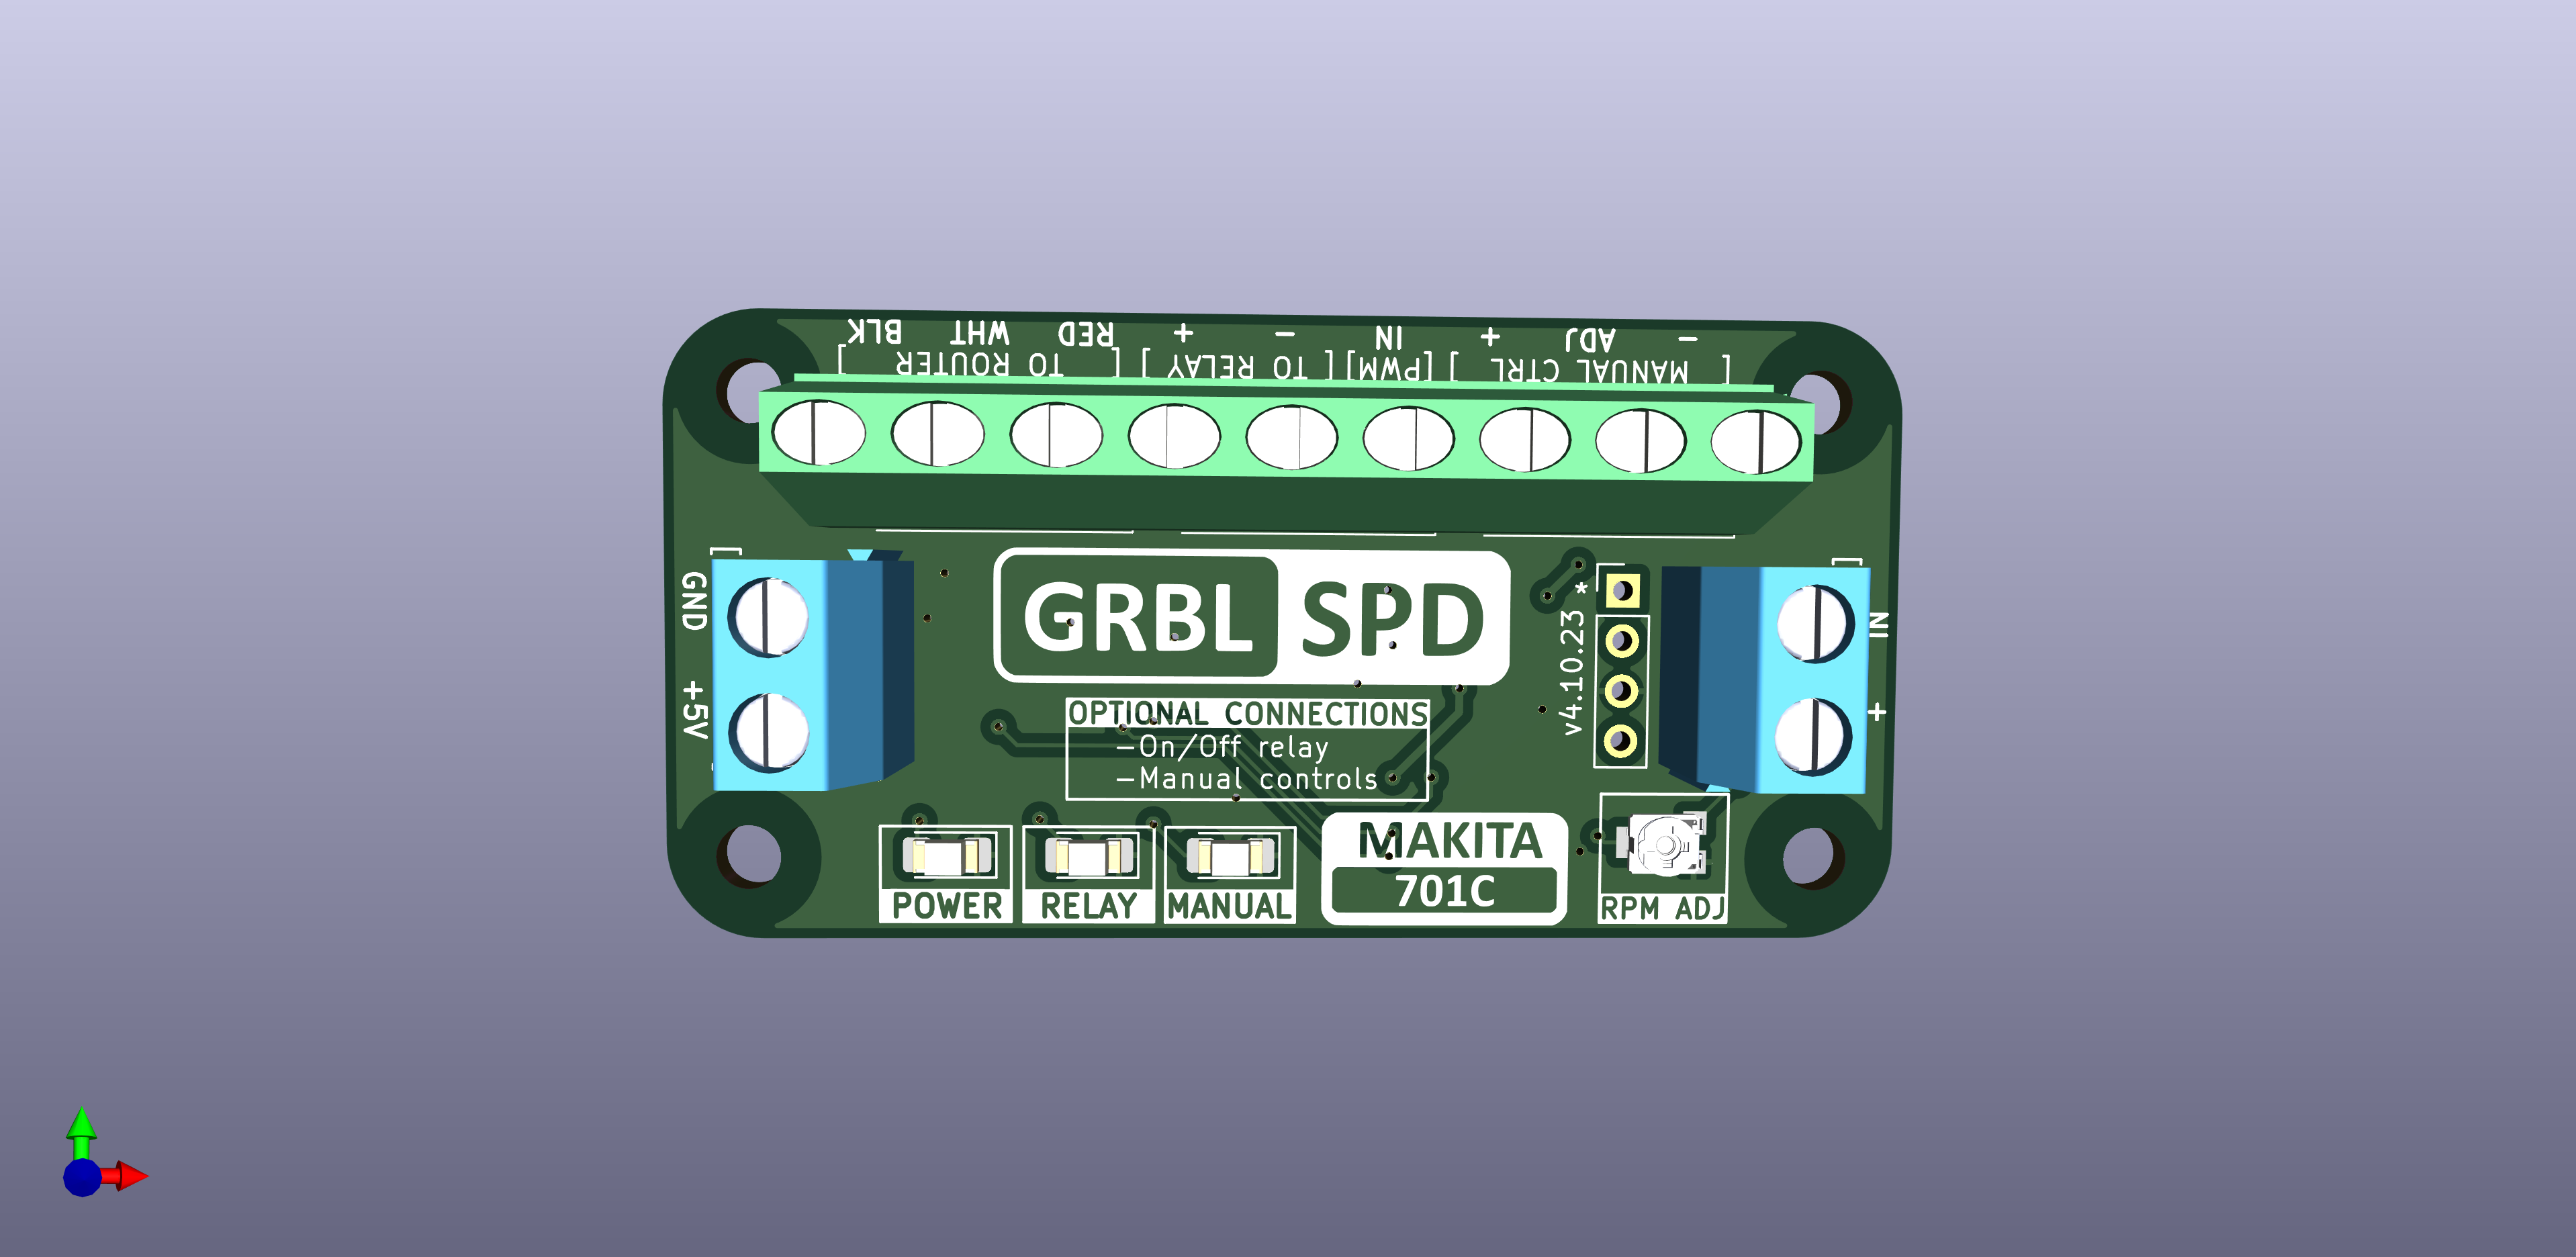 BLK WHT RED + − IN + ADJ −
[ TO ROUTER ] [ TO RELAY ] [PWM] [ MANUAL CTRL ]
GND
+5V
GRBL SPD
v4.10.23 *
IN
+
OPTIONAL CONNECTIONS
-On/Off relay
-Manual controls
POWER
RELAY
MANUAL
MAKITA
701C
RPM ADJ